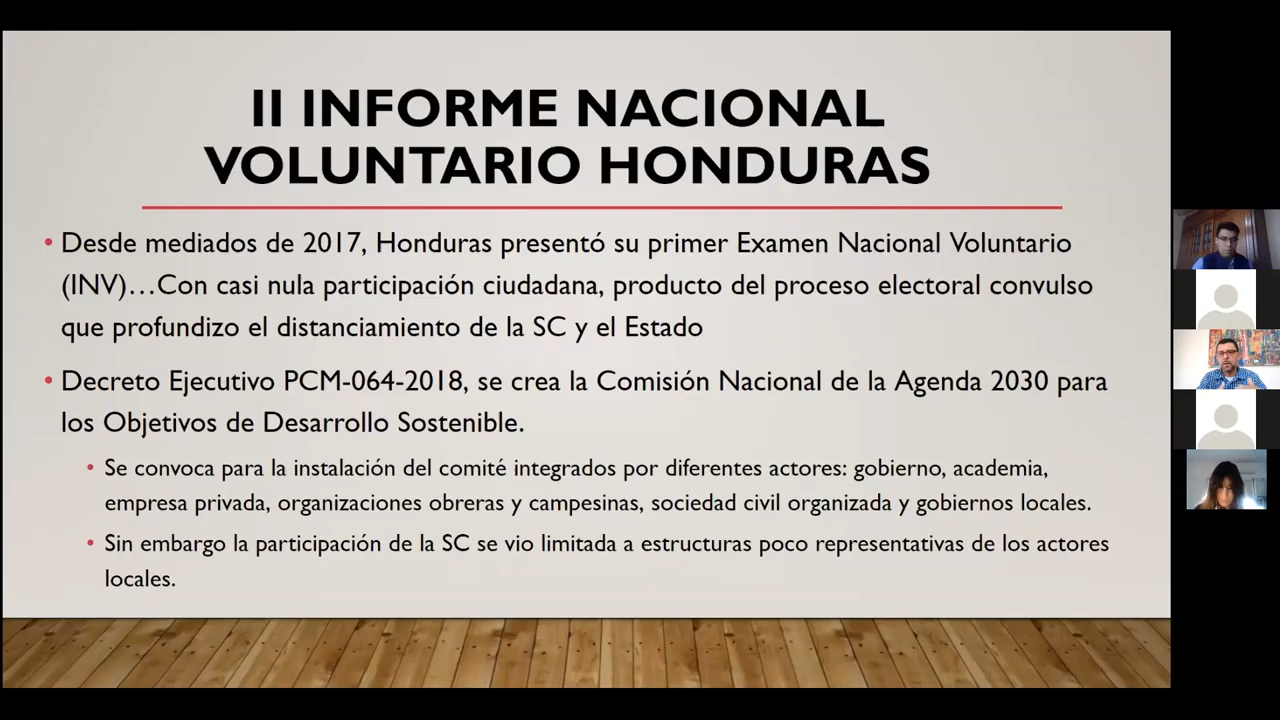 II INFORME NACIONAL
VOLUNTARIO HONDURAS
• Desde mediados de 2017, Honduras presentó su primer Examen Nacional Voluntario
(INV)…Con casi nula participación ciudadana, producto del proceso electoral convulso
que profundizo el distanciamiento de la SC y el Estado
• Decreto Ejecutivo PCM-064-2018, se crea la Comisión Nacional de la Agenda 2030 para
los Objetivos de Desarrollo Sostenible.
• Se convoca para la instalación del comité integrados por diferentes actores: gobierno, academia,
empresa privada, organizaciones obreras y campesinas, sociedad civil organizada y gobiernos locales.
• Sin embargo la participación de la SC se vio limitada a estructuras poco representativas de los actores
locales.